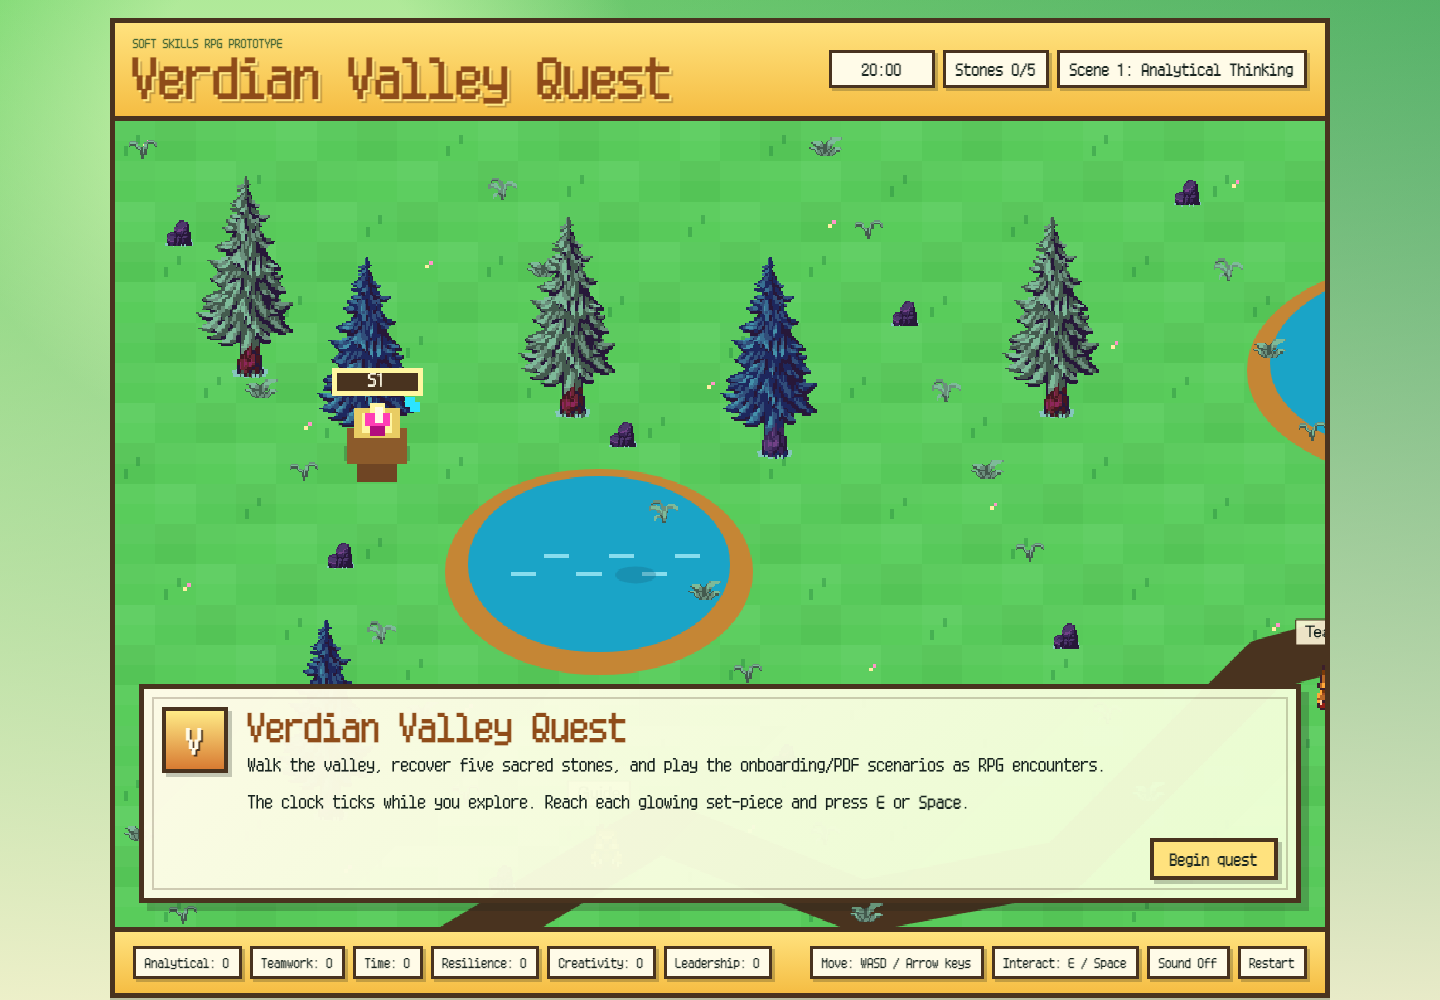 SOFT SKILLS RPG PROTOTYPE
Verdian Valley Quest
20:00
Stones 0/5
Scene 1: Analytical Thinking
S1
Verdian Valley Quest
V
Walk the valley, recover five sacred stones, and play the onboarding/PDF scenarios as RPG encounters.
The clock ticks while you explore. Reach each glowing set-piece and press E or Space.
Begin quest
Analytical: 0
Teamwork: 0
Time: 0
Resilience: 0
Creativity: 0
Leadership: 0
Move: WASD / Arrow keys
Interact: E / Space
Sound Off
Restart